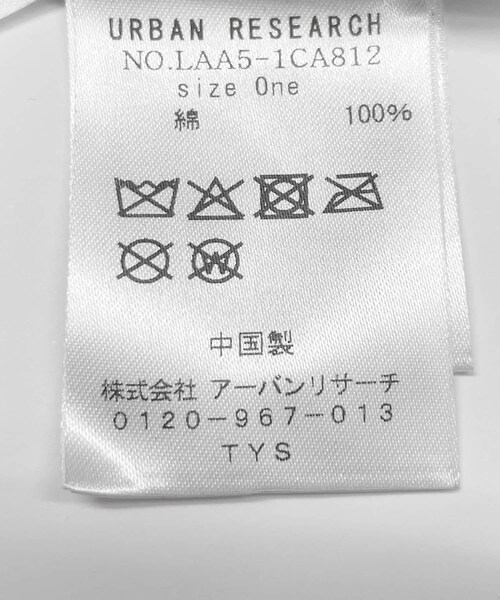 URBAN RESEARCH
NO.LAA5-1CA812
size One
綿 100%
W
中国製
株式会社 アーバンリサーチ
0120-967-013
TYS